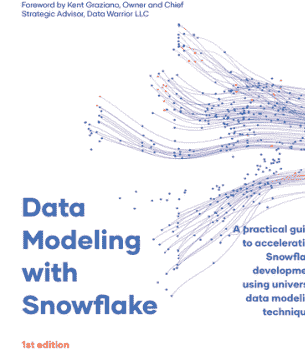 Foreword by Kent Graziano, Owner and Chief
Strategic Advisor, Data Warrior LLC
Data
Modeling
with
Snowflake
A practical gui
to accelerati
Snowfla
developme
using univers
data modeli
techniqu
1st edition